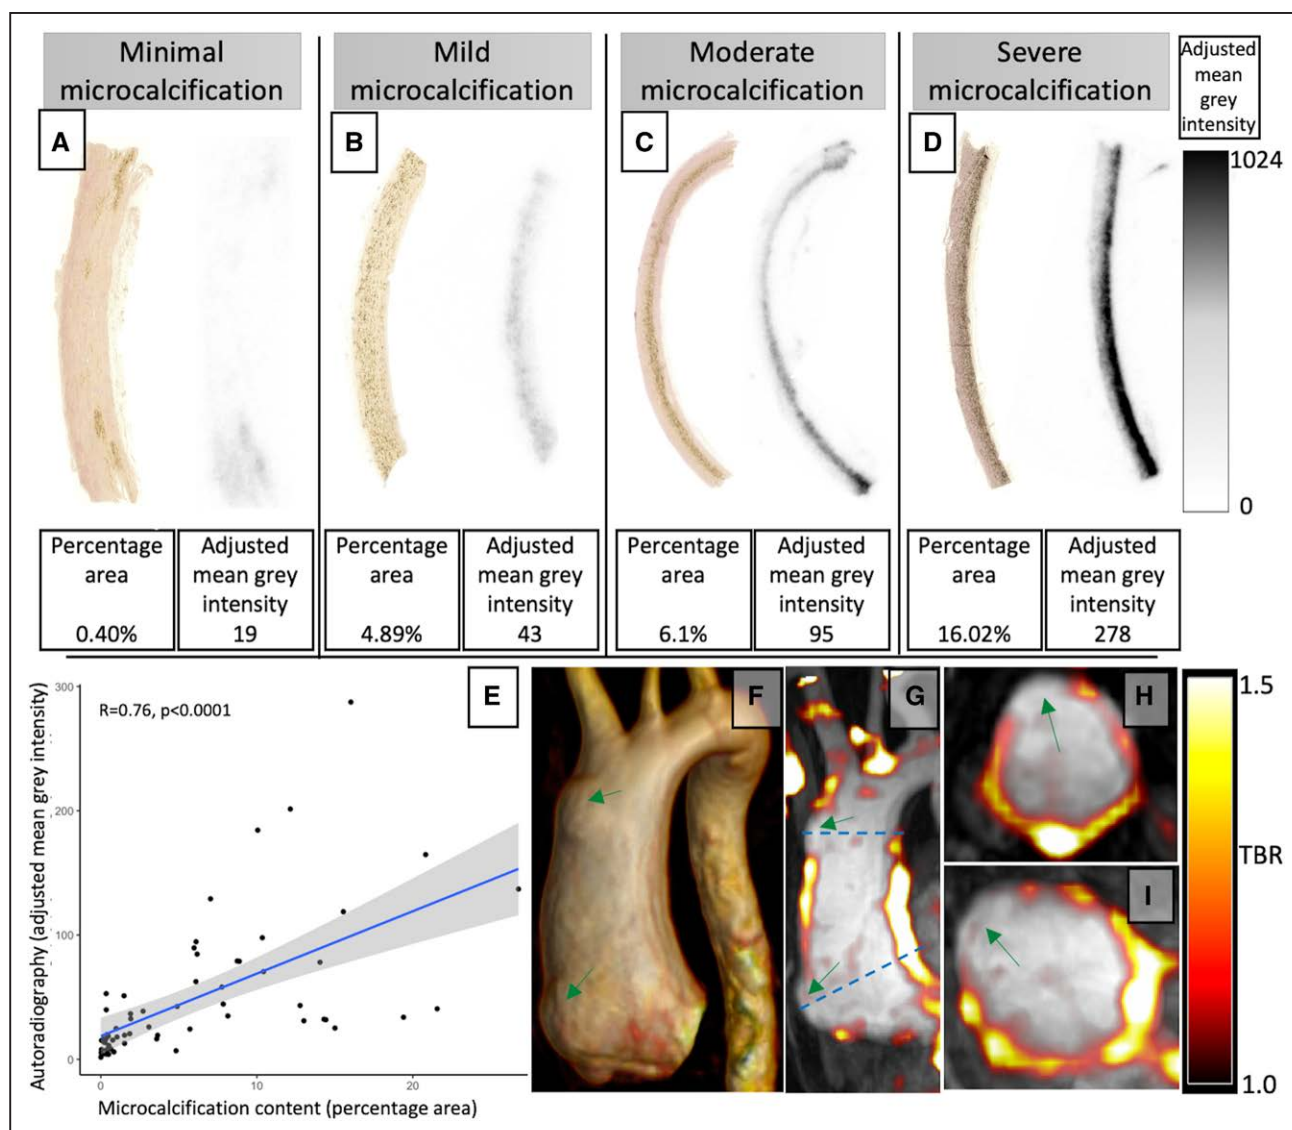 Minimal
microcalcification
Mild
microcalcification
Moderate
microcalcification
Severe
microcalcification
Adjusted
mean
grey
intensity
A
B
C
D
1024
0
Percentage
area
0.40%
Adjusted
mean grey
intensity
19
Percentage
area
4.89%
Adjusted
mean grey
intensity
43
Percentage
area
6.1%
Adjusted
mean grey
intensity
95
Percentage
area
16.02%
Adjusted
mean grey
intensity
278
E
R=0.76, p<0.0001
Autoradiography (adjusted mean grey intensity)
300
200
100
0
0
10
20
Microcalcification content (percentage area)
F
G
H
I
1.5
TBR
1.0